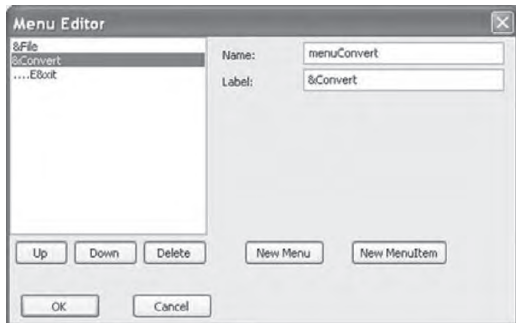 Menu Editor
&File
&Convert
....E&xit
Name:
menuConvert
Label:
&Convert
Up
Down
Delete
New Menu
New MenuItem
OK
Cancel